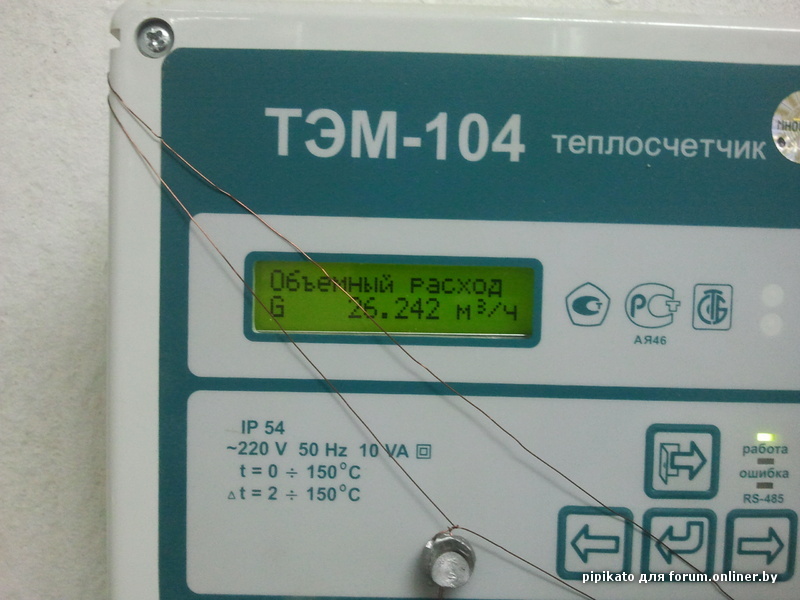 ТЭМ-104 теплосчетчик
Объемный расход
G 26.242 м³/ч
РСТ
АЯ46
IP 54
~220 V 50 Hz 10 VA
t = 0 ÷ 150°C
△t = 2 ÷ 150°C
работа
ошибка
RS-485
pipikato для forum.onliner.by